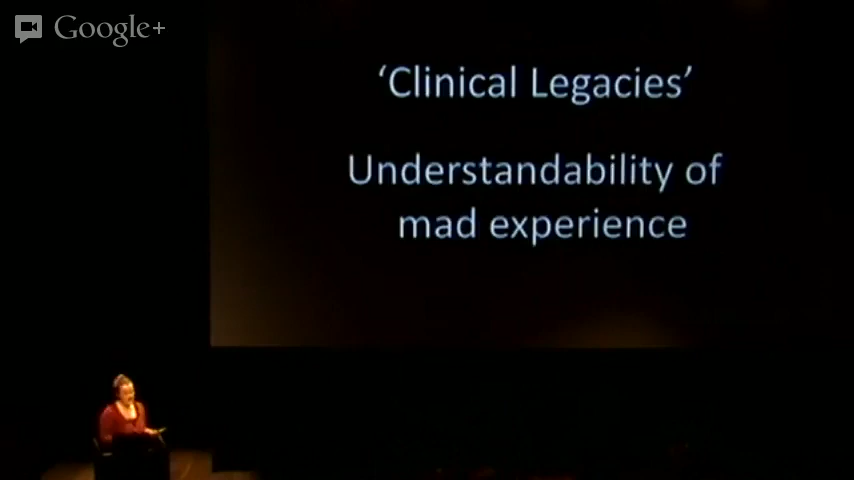 Google+
‘Clinical Legacies’
Understandability of
mad experience